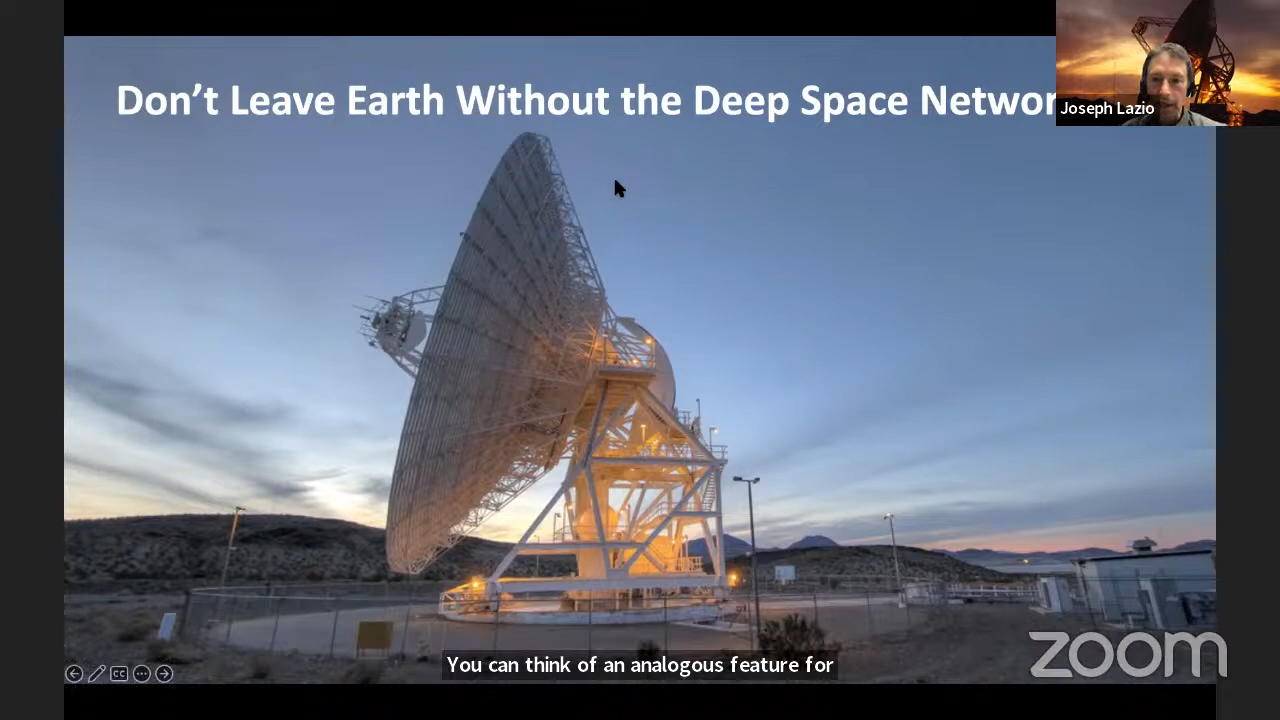 Don't Leave Earth Without the Deep Space Networ
Joseph Lazio
You can think of an analogous feature for
CC
zoom